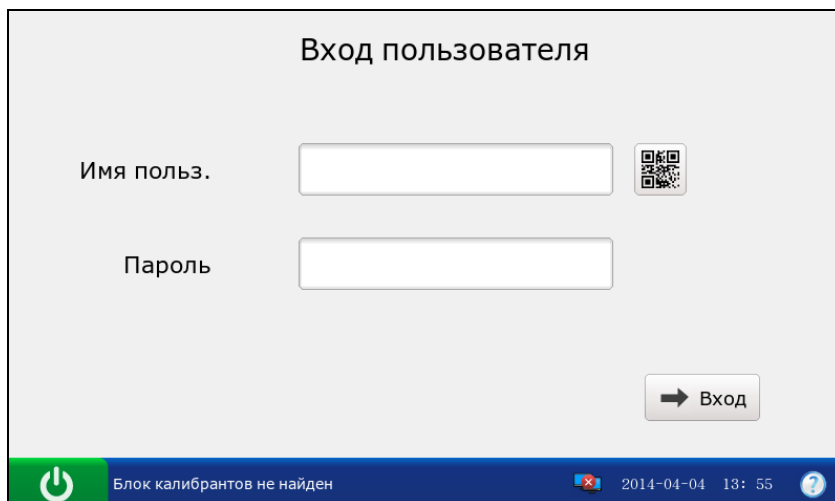 Вход пользователя
Имя польз.
Пароль
Вход
Блок калибрантов не найден
2014-04-04 13: 55
?